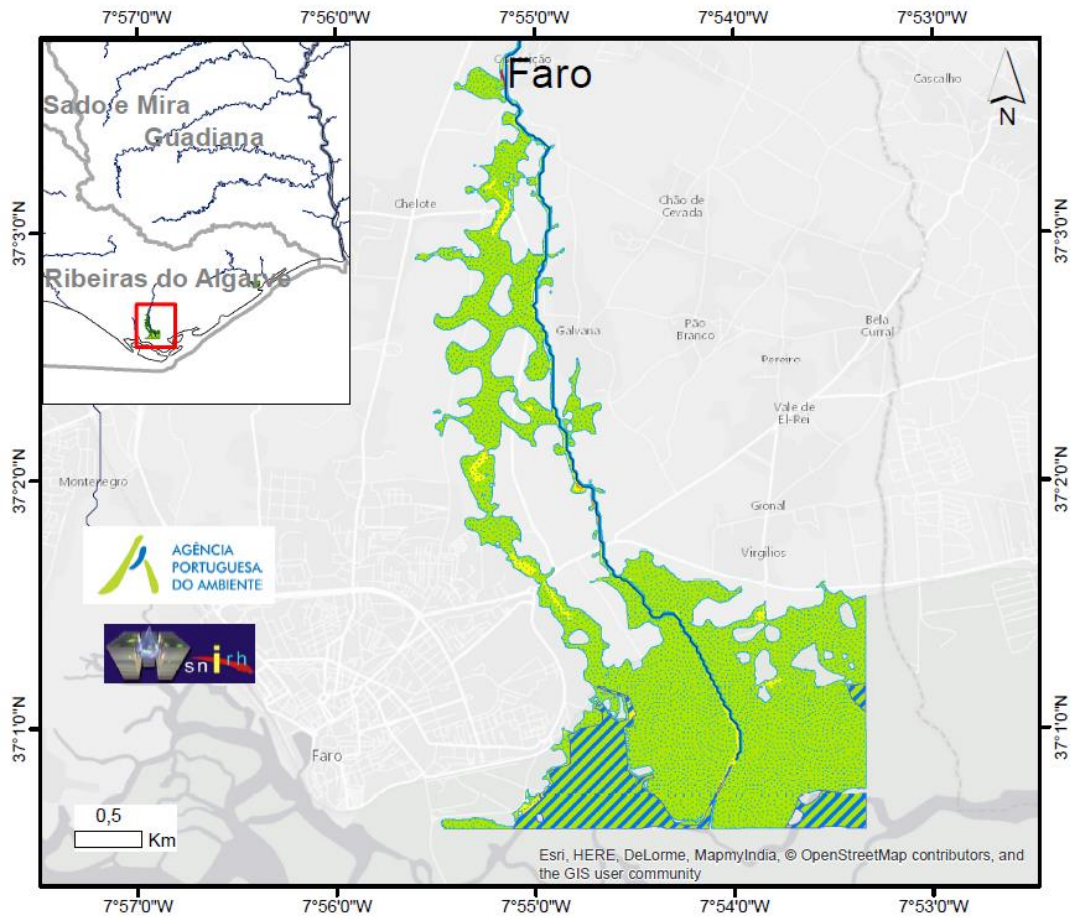 7°57'0"W 7°56'0"W 7°55'0"W 7°54'0"W 7°53'0"W
Conceição
Faro
Cascalho
N
Sado e Mira
Guadiana
Ribeiras do Algarve
37°3'0"N
37°3'0"N
Chelote
Chão de
Cevada
Galvana
Pão
Branco
Bela
Curral
Pereiro
Vale de
El-Rei
37°2'0"N
37°2'0"N
Montenegro
Gional
Virgílios
AGÊNCIA
PORTUGUESA
DO AMBIENTE
snirh
37°1'0"N
37°1'0"N
Faro
0,5
Km
Esri, HERE, DeLorme, MapmyIndia, © OpenStreetMap contributors, and
the GIS user community
7°57'0"W 7°56'0"W 7°55'0"W 7°54'0"W 7°53'0"W